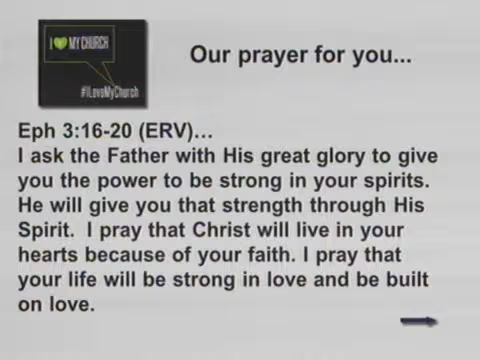 I MY CHURCH
#ILoveMyChurch
Our prayer for you...
Eph 3:16-20 (ERV)…
I ask the Father with His great glory to give
you the power to be strong in your spirits.
He will give you that strength through His
Spirit.  I pray that Christ will live in your
hearts because of your faith. I pray that
your life will be strong in love and be built
on love.